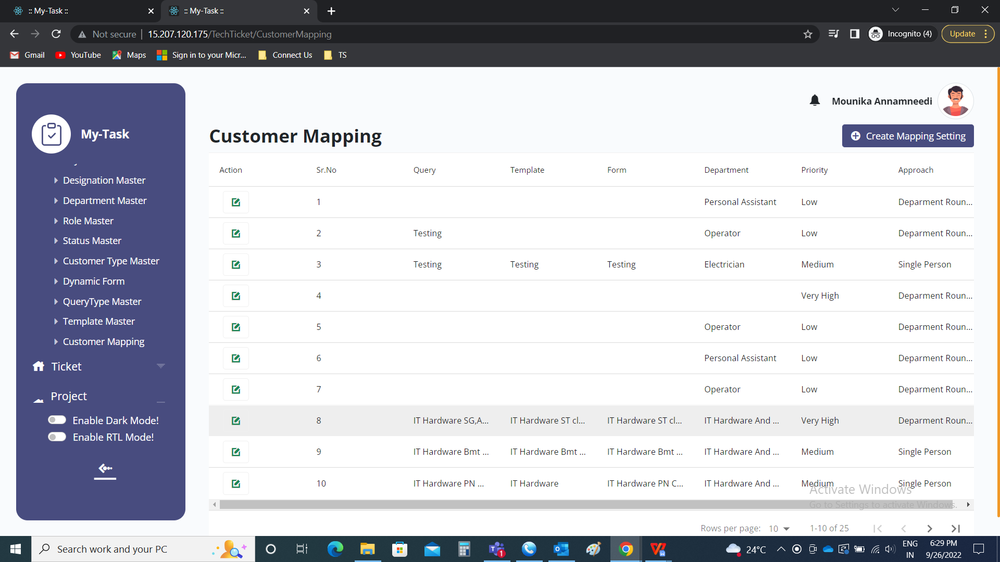 :: My-Task ::
:: My-Task ::
Not secure
15.207.120.175/TechTicket/CustomerMapping
Incognito (4)
Update
Gmail
YouTube
Maps
Sign in to your Micr...
Connect Us
TS
My-Task
Designation Master
Department Master
Role Master
Status Master
Customer Type Master
Dynamic Form
QueryType Master
Template Master
Customer Mapping
Ticket
Project
Enable Dark Mode!
Enable RTL Mode!
Mounika Annamneedi
Customer Mapping
Create Mapping Setting
Action Sr.No Query Template Form Department Priority Approach
1 Personal Assistant Low Deparment Roun...
2 Testing Operator Low Deparment Roun...
3 Testing Testing Testing Electrician Medium Single Person
4 Very High Deparment Roun...
5 Operator Low Deparment Roun...
6 Personal Assistant Low Deparment Roun...
7 Operator Low Deparment Roun...
8 IT Hardware SG,A... IT Hardware ST cl... IT Hardware ST cl... IT Hardware And ... Very High Deparment Roun...
9 IT Hardware Bmt ... IT Hardware Bmt ... IT Hardware Bmt ... IT Hardware And ... Medium Single Person
10 IT Hardware PN ... IT Hardware IT Hardware PN C... IT Hardware And ... Medium Single Person
Activate Windows
Go to Settings to activate Windows.
Rows per page: 10 1-10 of 25
Search work and your PC
1
24°C
ENG
IN
6:29 PM
9/26/2022